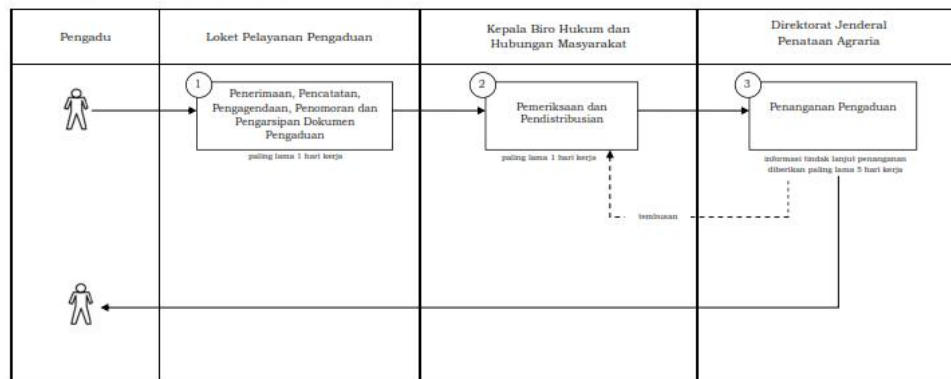 Pengadu
Loket Pelayanan Pengaduan
Kepala Biro Hukum dan
Hubungan Masyarakat
Direktorat Jenderal
Penataan Agraria
1
Penerimaan, Pencatatan,
Pengagendaan, Penomoran dan
Pengarsipan Dokumen
Pengaduan
paling lama 1 hari kerja
2
Pemeriksaan dan
Pendistribusian
paling lama 1 hari kerja
3
Penanganan Pengaduan
informasi tindak lanjut penanganan
diberikan paling lama 5 hari kerja
tembusan